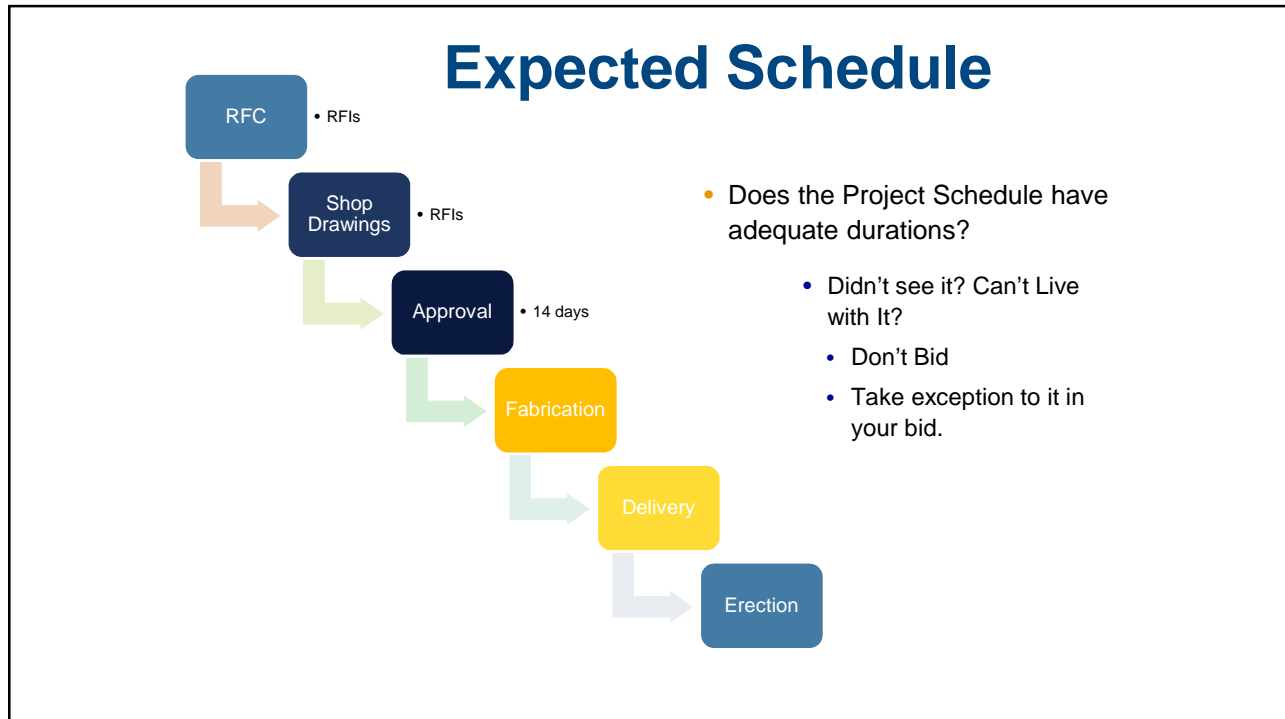 Expected Schedule
RFC
• RFIs
Shop
Drawings
• RFIs
Approval
• 14 days
Fabrication
Delivery
Erection
• Does the Project Schedule have
adequate durations?
• Didn’t see it? Can’t Live
with It?
• Don’t Bid
• Take exception to it in
your bid.